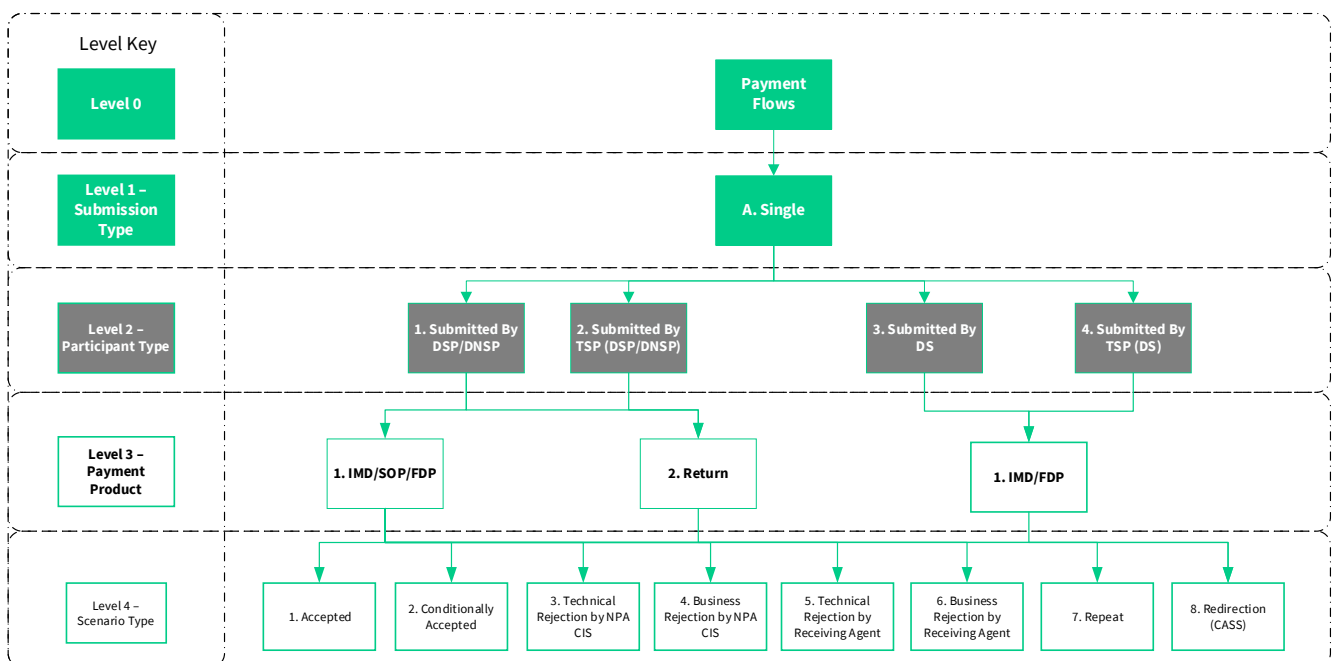 Level Key
Level 0
Payment
Flows
Level 1 –
Submission
Type
A. Single
Level 2 –
Participant Type
1. Submitted By
DSP/DNSP
2. Submitted By
TSP (DSP/DNSP)
3. Submitted By
DS
4. Submitted By
TSP (DS)
Level 3 –
Payment
Product
1. IMD/SOP/FDP
2. Return
1. IMD/FDP
Level 4 –
Scenario Type
1. Accepted
2. Conditionally
Accepted
3. Technical
Rejection by NPA
CIS
4. Business
Rejection by NPA
CIS
5. Technical
Rejection by
Receiving Agent
6. Business
Rejection by
Receiving Agent
7. Repeat
8. Redirection
(CASS)